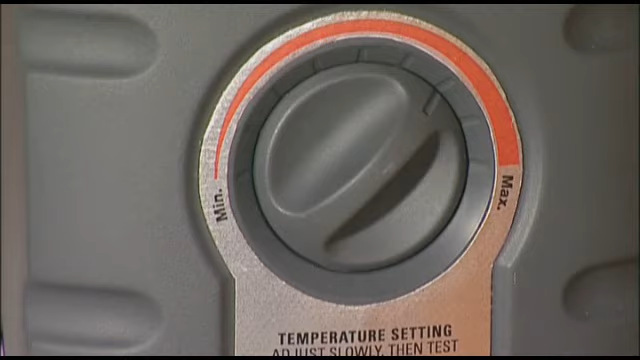 Min.
Max.
TEMPERATURE SETTING
ADJUST SLOWLY, THEN TEST